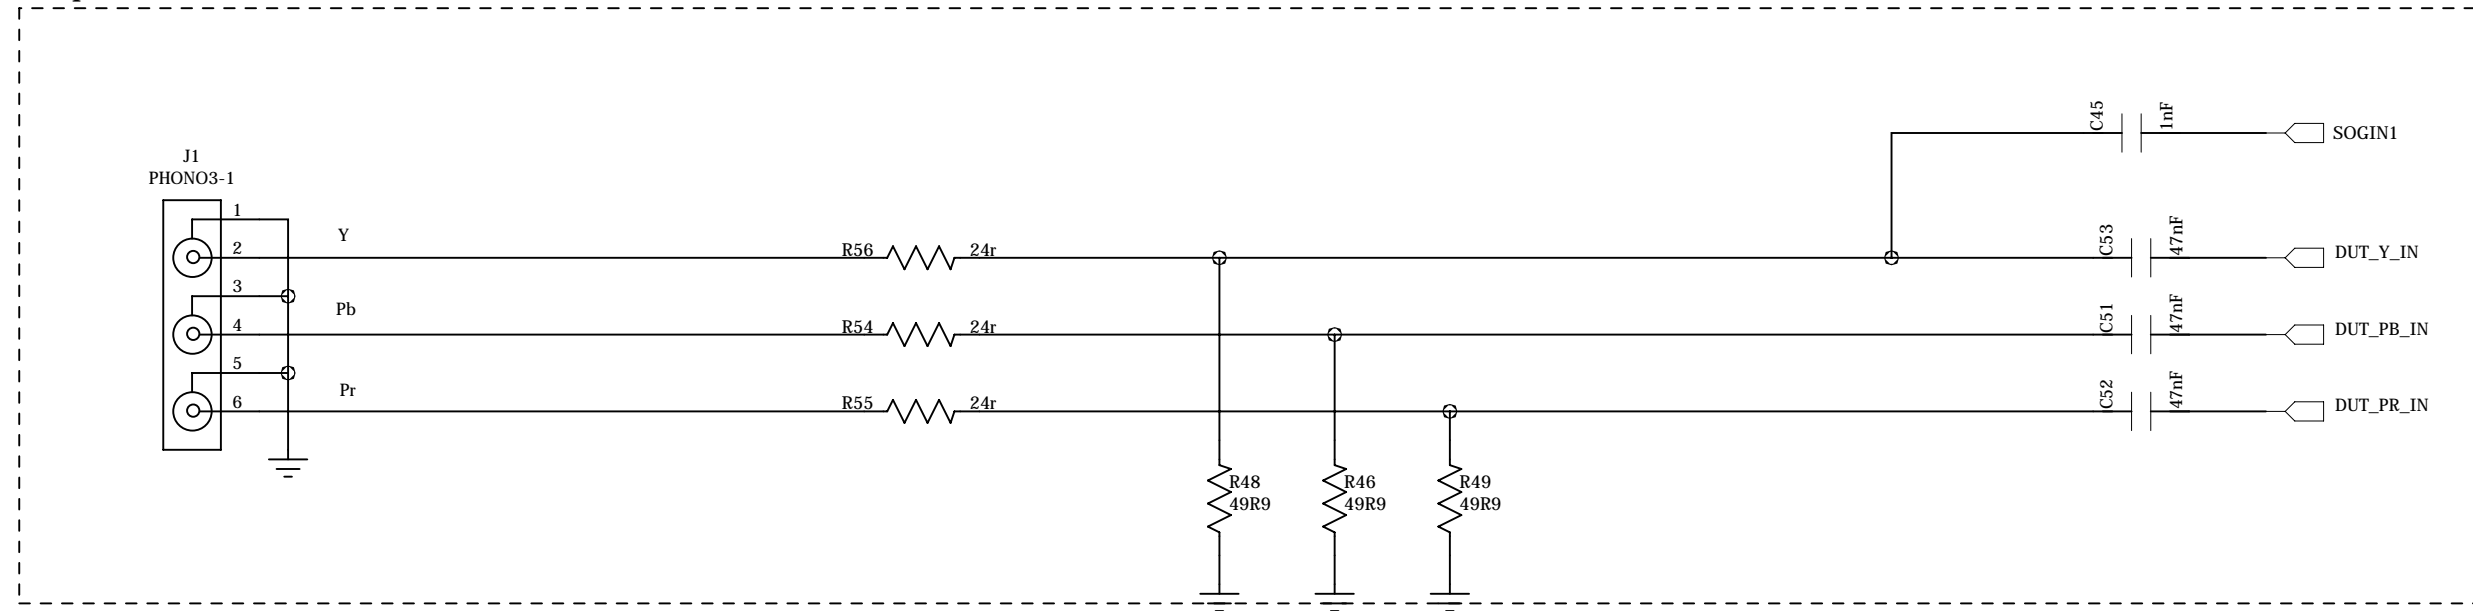 J1
PHONO3-1
1
2
3
4
5
6
Y
Pb
Pr
R56 24r
R54 24r
R55 24r
R48
49R9
R46
49R9
R49
49R9
C45 1nF
SOGIN1
C53 47nF
DUT_Y_IN
C51 47nF
DUT_PB_IN
C52 47nF
DUT_PR_IN